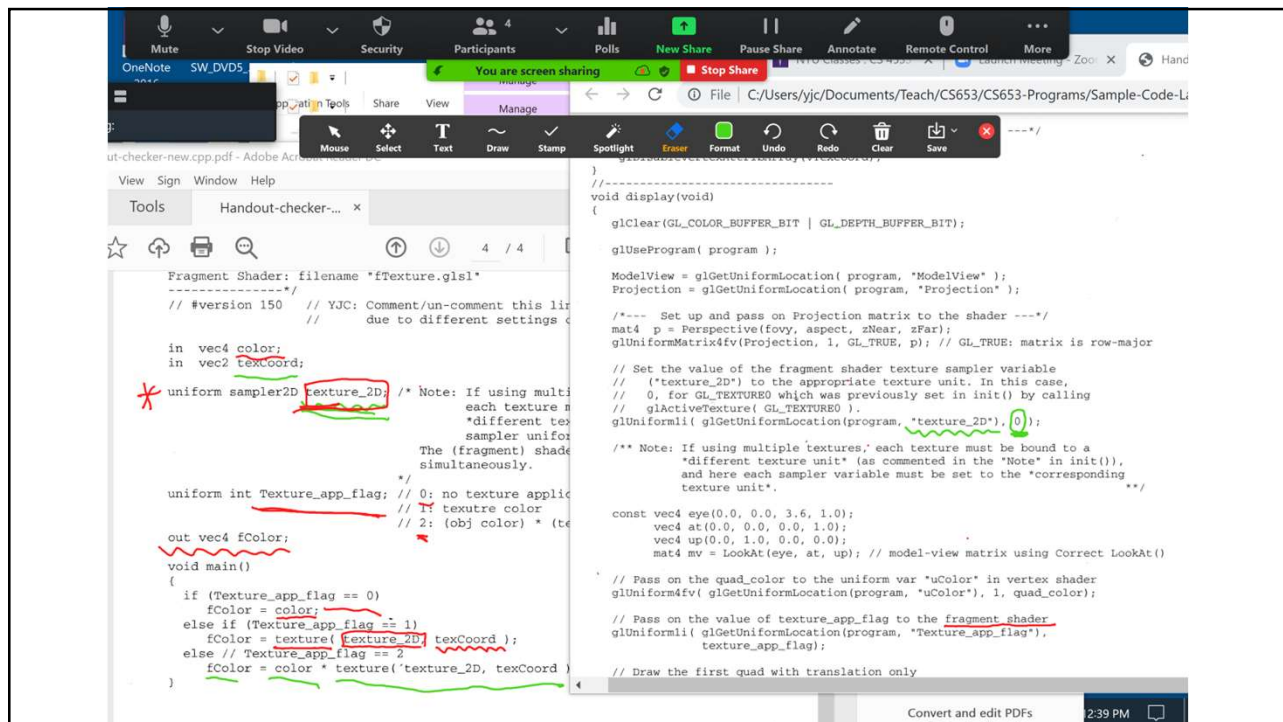 Mute
Stop Video
Security
4
Participants
Polls
New Share
Pause Share
Annotate
Remote Control
More
OneNote
SW_DVD5_
You are screen sharing
Stop Share
Manage
Share
View
Manage
Launch Meeting - Zoo
Hand
File
C:/Users/yjc/Documents/Teach/CS653/CS653-Programs/Sample-Code-La
Mouse
Select
Text
Draw
Stamp
Spotlight
Eraser
Format
Undo
Redo
Clear
Save
---*/
ut-checker-new.cpp.pdf - Adobe Acrobat Reader DC
View Sign Window Help
Tools
Handout-checker-... ×
4 / 4
Fragment Shader: filename "fTexture.glsl"
---------------*/
// #version 150 // YJC: Comment/un-comment this lin
// due to different settings o
in vec4 color;
in vec2 texCoord;
uniform sampler2D texture_2D; /* Note: If using multi
each texture m
*different tex
sampler unifor
The (fragment) shade
simultaneously.
*/
uniform int Texture_app_flag; // 0: no texture applic
// 1: texutre color
// 2: (obj color) * (te
out vec4 fColor;
void main()
{
if (Texture_app_flag == 0)
fColor = color;
else if (Texture_app_flag == 1)
fColor = texture( texture_2D, texCoord );
else // Texture_app_flag == 2
fColor = color * texture( texture_2D, texCoord )
}
}
//---------------------------------
void display(void)
{
glClear(GL_COLOR_BUFFER_BIT | GL_DEPTH_BUFFER_BIT);
glUseProgram( program );
ModelView = glGetUniformLocation( program, "ModelView" );
Projection = glGetUniformLocation( program, "Projection" );
/*--- Set up and pass on Projection matrix to the shader ---*/
mat4 p = Perspective(fovy, aspect, zNear, zFar);
glUniformMatrix4fv(Projection, 1, GL_TRUE, p); // GL_TRUE: matrix is row-major
// Set the value of the fragment shader texture sampler variable
// ("texture_2D") to the appropriate texture unit. In this case,
// 0, for GL_TEXTURE0 which was previously set in init() by calling
// glActiveTexture( GL_TEXTURE0 ).
glUniform1i( glGetUniformLocation(program, "texture_2D"), 0 );
/** Note: If using multiple textures, each texture must be bound to a
*different texture unit* (as commented in the "Note" in init()),
and here each sampler variable must be set to the *corresponding
texture unit*. **/
const vec4 eye(0.0, 0.0, 3.6, 1.0);
vec4 at(0.0, 0.0, 0.0, 1.0);
vec4 up(0.0, 1.0, 0.0, 0.0);
mat4 mv = LookAt(eye, at, up); // model-view matrix using Correct LookAt()
// Pass on the quad_color to the uniform var "uColor" in vertex shader
glUniform4fv( glGetUniformLocation(program, "uColor"), 1, quad_color);
// Pass on the value of texture_app_flag to the fragment shader
glUniform1i( glGetUniformLocation(program, "Texture_app_flag"),
texture_app_flag);
// Draw the first quad with translation only
Convert and edit PDFs
12:39 PM